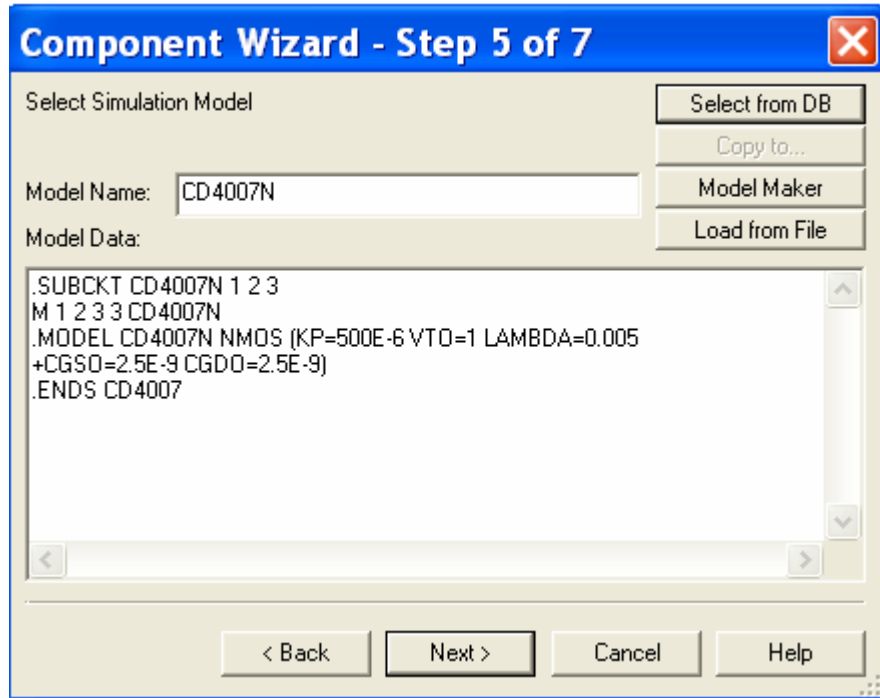 Component Wizard - Step 5 of 7
Select Simulation Model
Select from DB
Copy to...
Model Name:
CD4007N
Model Maker
Model Data:
Load from File
.SUBCKT CD4007N 1 2 3
M 1 2 3 3 CD4007N
.MODEL CD4007N NMOS (KP=500E-6 VTO=1 LAMBDA=0.005
+CGSO=2.5E-9 CGDO=2.5E-9)
.ENDS CD4007
< Back
Next >
Cancel
Help